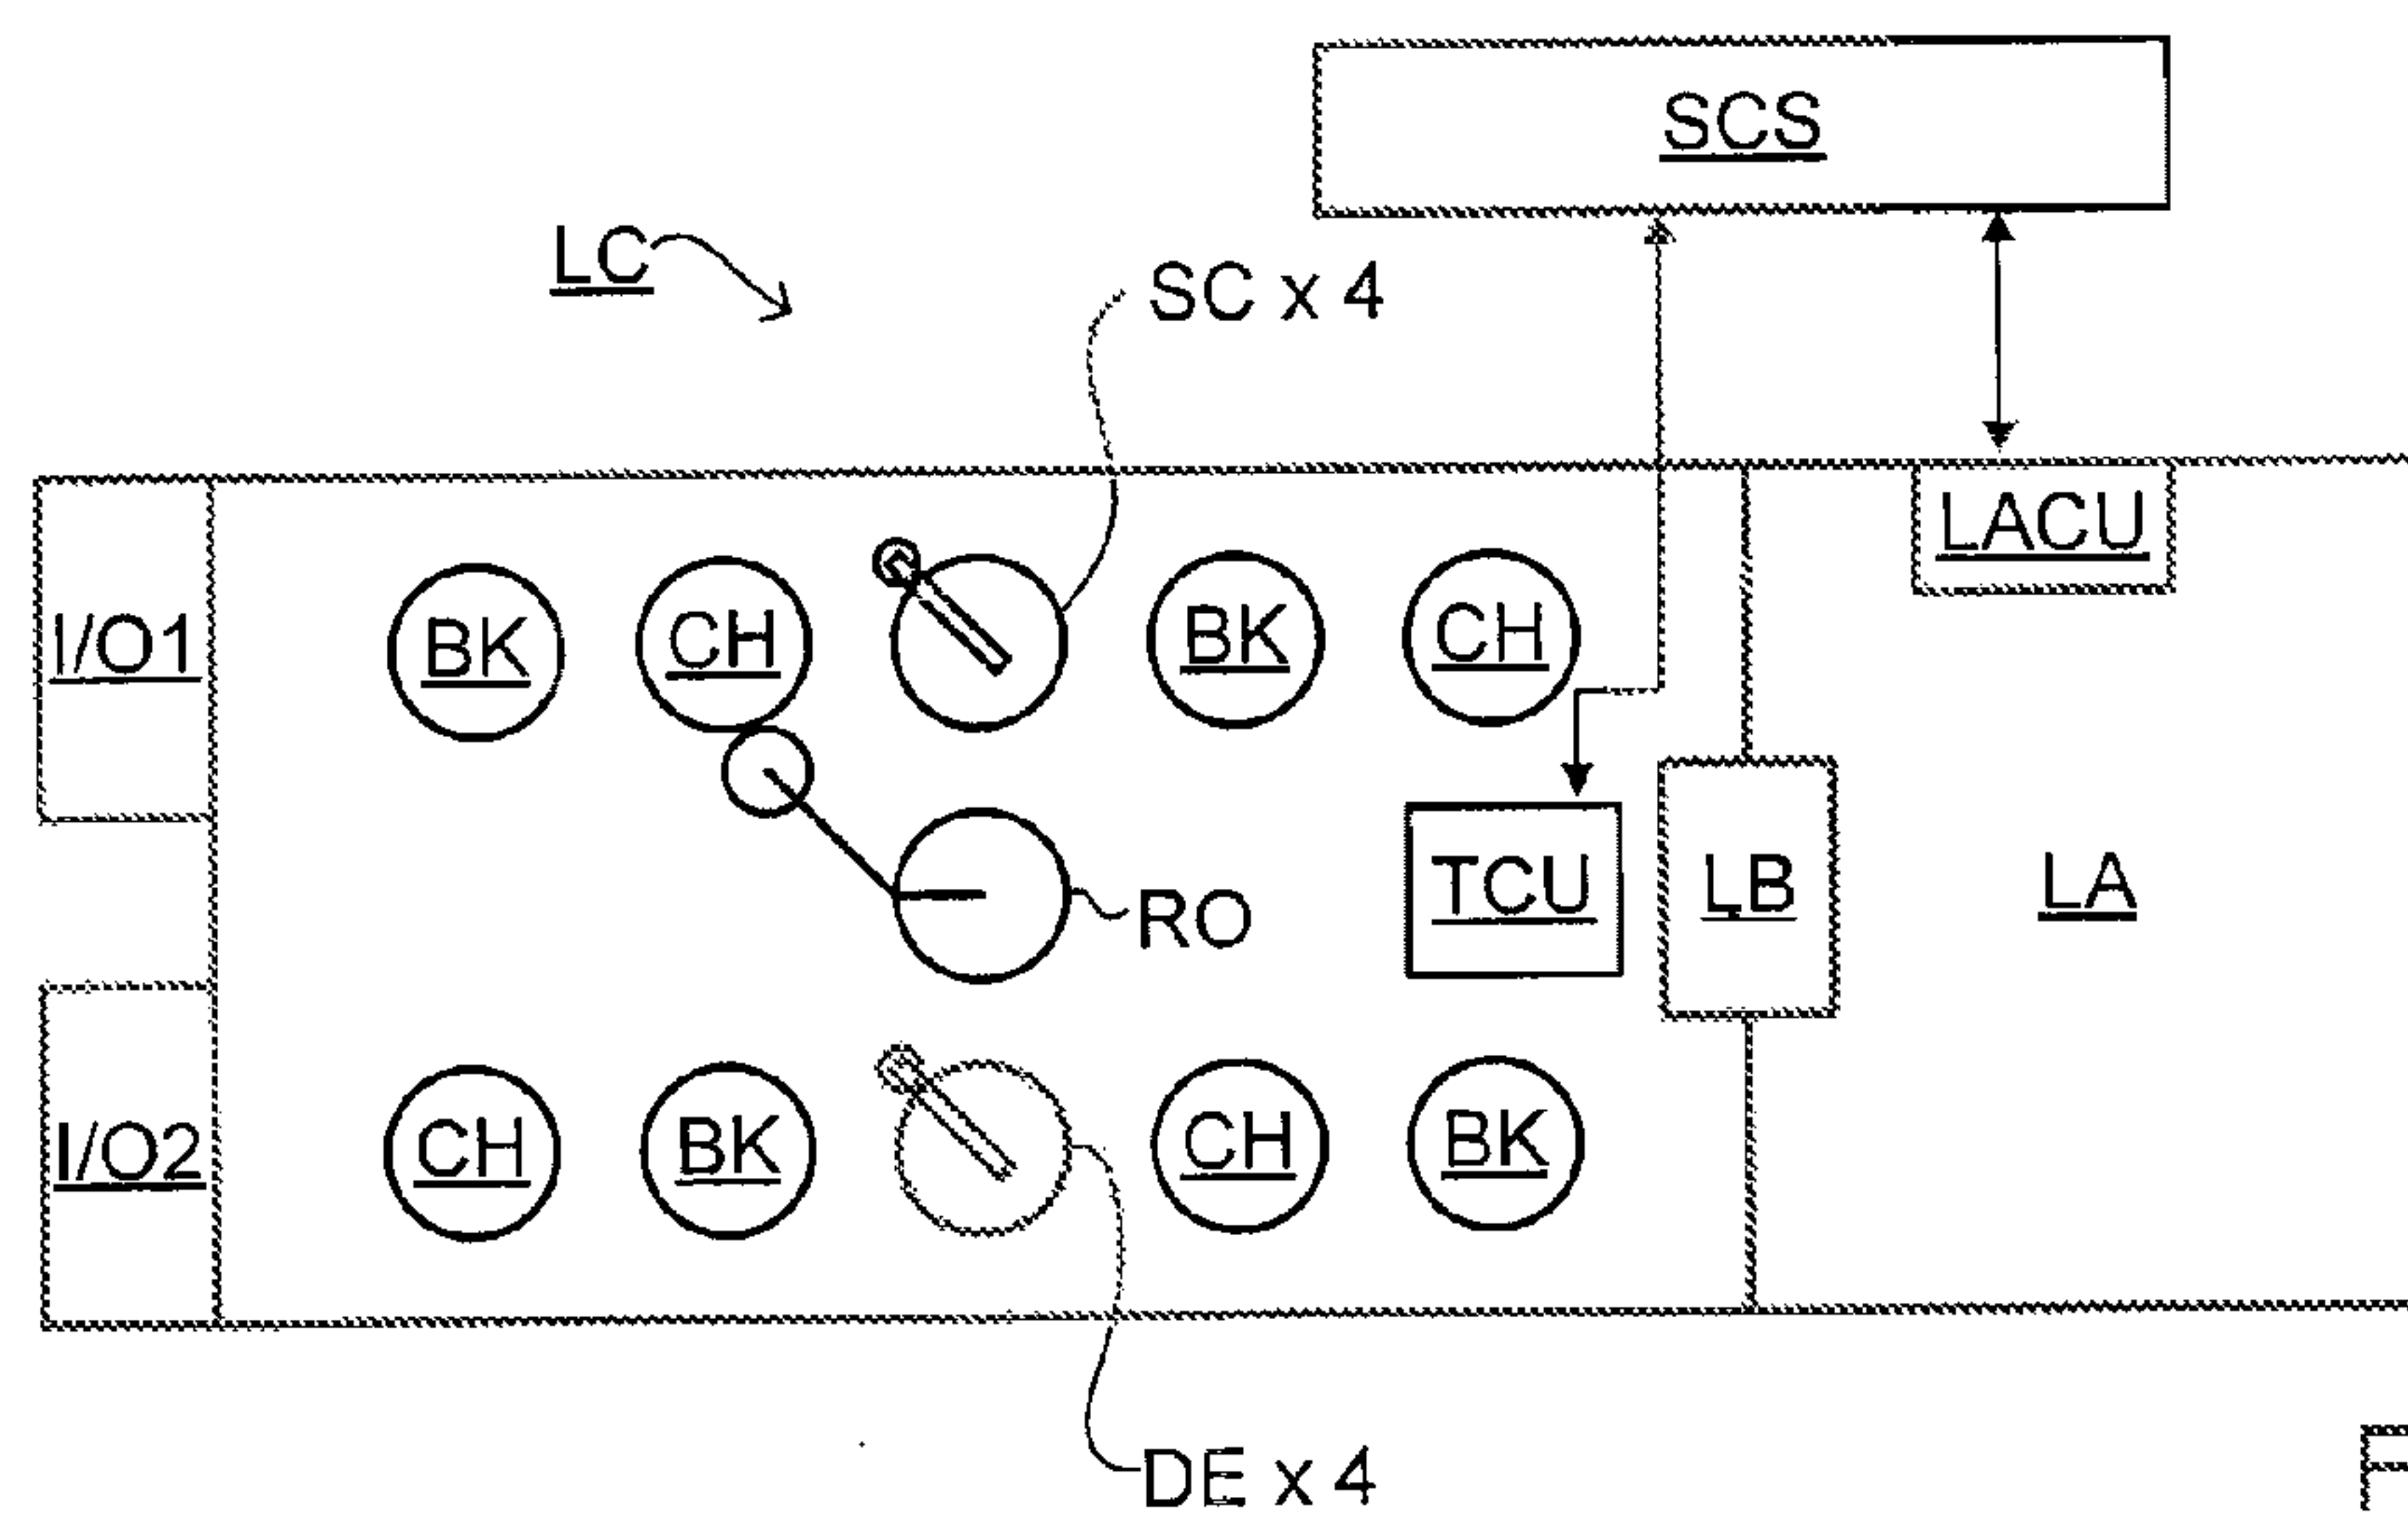 SCS
LC
SC x 4
LACU
I/O1
BK
CH
BK
CH
TCU
LB
LA
RO
I/O2
CH
BK
CH
BK
DE x 4